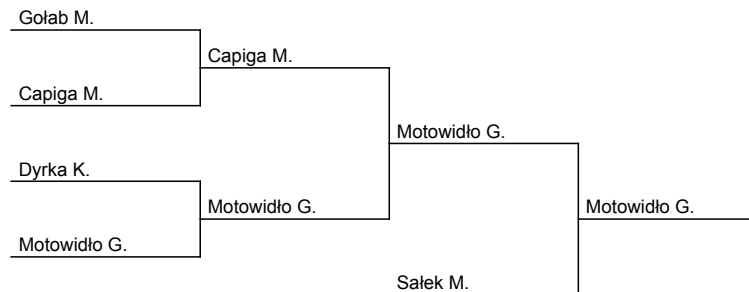 Gołab M.
Capiga M.
Capiga M.
Dyrka K.
Motowidło G.
Motowidło G.
Motowidło G.
Sałek M.
Motowidło G.